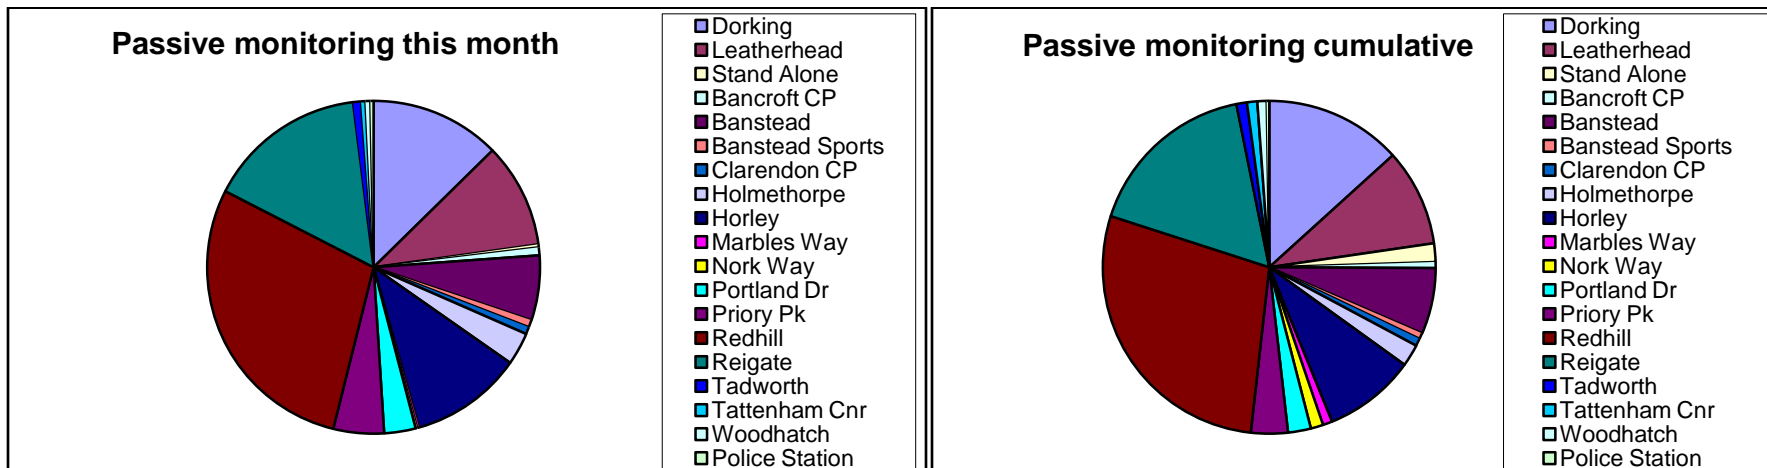 Passive monitoring this month
Dorking
Leatherhead
Stand Alone
Bancroft CP
Banstead
Banstead Sports
Clarendon CP
Holmethorpe
Horley
Marbles Way
Nork Way
Portland Dr
Priory Pk
Redhill
Reigate
Tadworth
Tattenham Cnr
Woodhatch
Police Station
Passive monitoring cumulative
Dorking
Leatherhead
Stand Alone
Bancroft CP
Banstead
Banstead Sports
Clarendon CP
Holmethorpe
Horley
Marbles Way
Nork Way
Portland Dr
Priory Pk
Redhill
Reigate
Tadworth
Tattenham Cnr
Woodhatch
Police Station